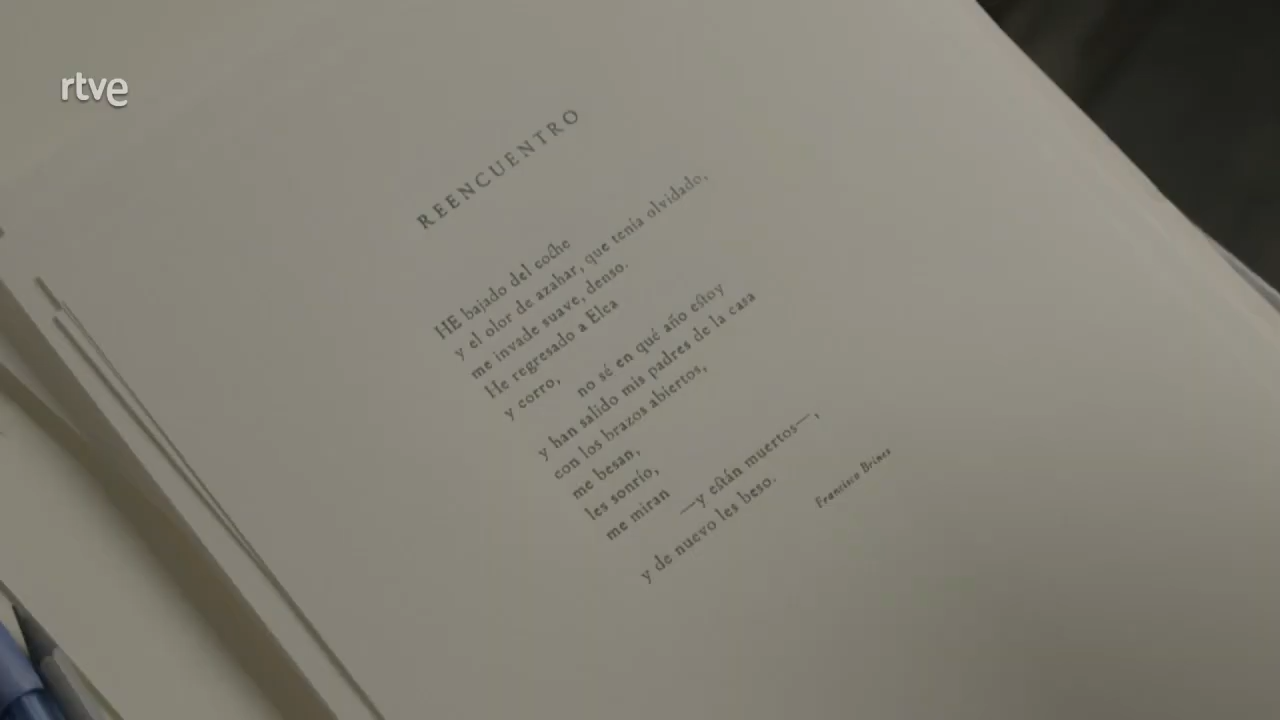 rtve
REENCUENTRO
HE bajado del coche
y el olor de azahar, que tenía olvidado,
me invade suave, denso.
He regresado a Elca
y corro,
no sé en qué año estoy
y han salido mis padres de la casa
con los brazos abiertos,
me besan,
les sonrío,
me miran
—y están muertos—,
y de nuevo les beso.
Francisco Brines